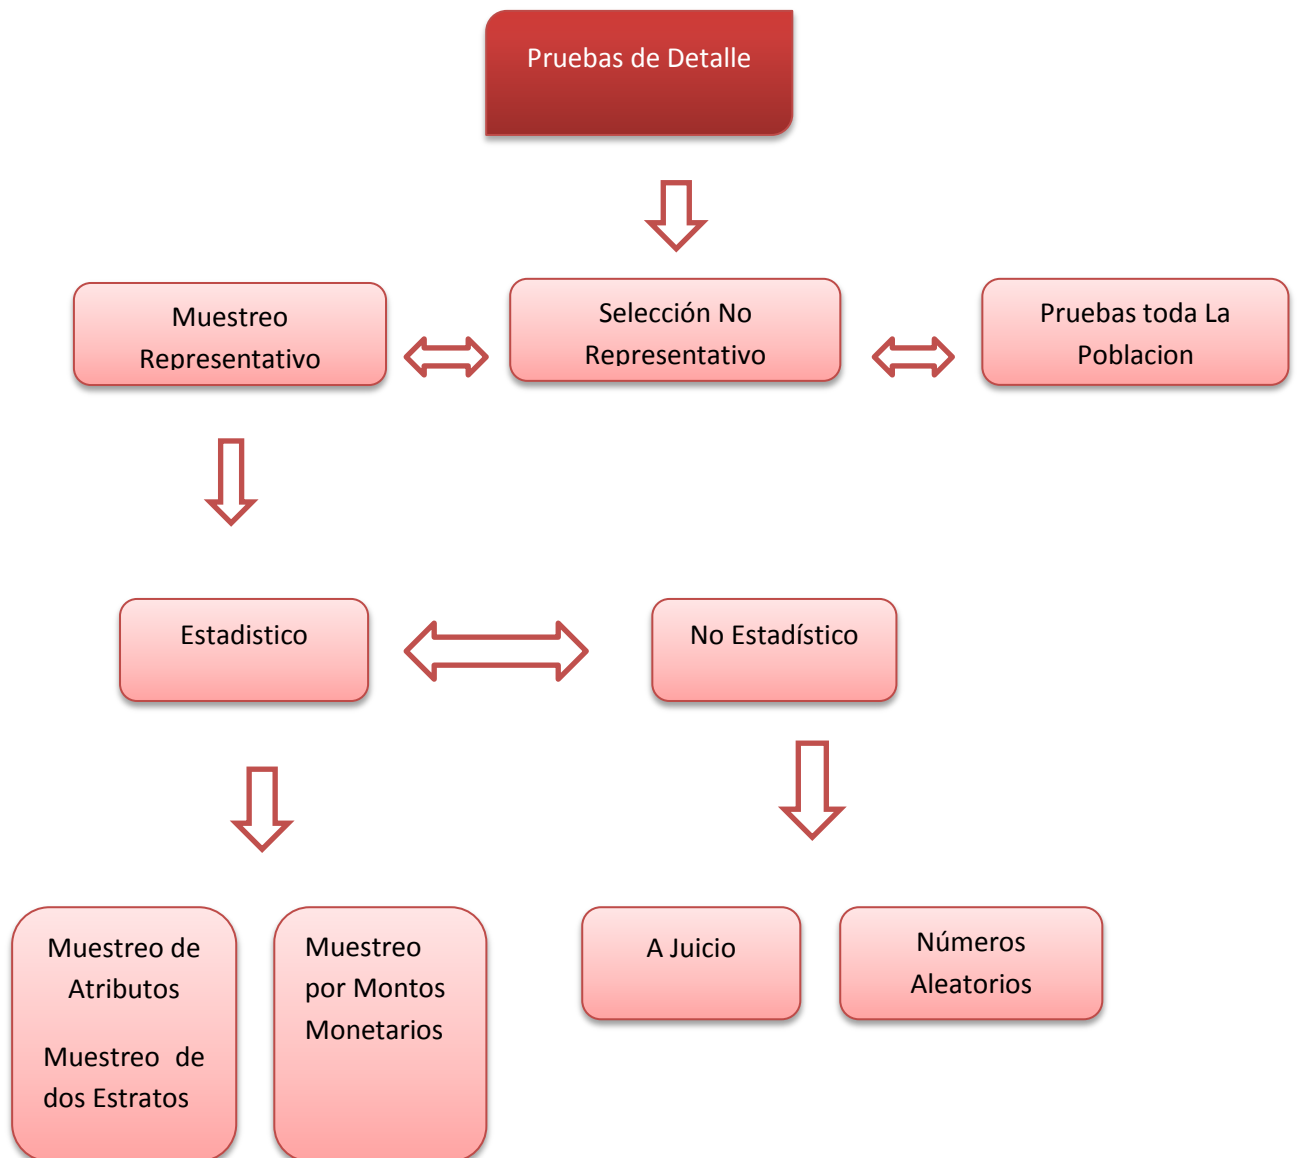 Pruebas de Detalle
Muestreo
Representativo
Selección No
Representativo
Pruebas toda La
Poblacion
Estadistico
No Estadístico
Muestreo de
Atributos
Muestreo de
dos Estratos
Muestreo
por Montos
Monetarios
A Juicio
Números
Aleatorios